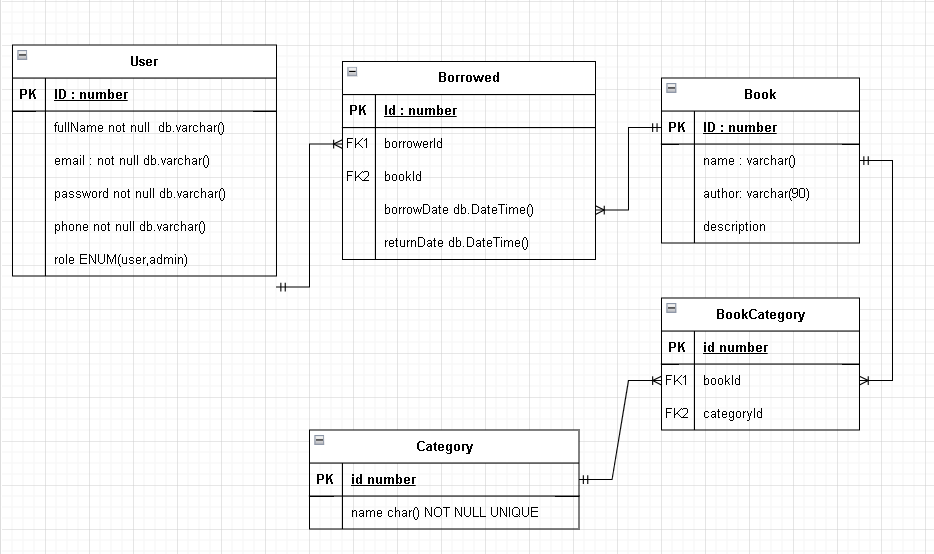 User
PK ID : number
fullName not null  db.varchar()
email : not null db.varchar()
password not null db.varchar()
phone not null db.varchar()
role ENUM(user,admin)
Borrowed
PK Id : number
FK1 borrowerId
FK2 bookId
borrowDate db.DateTime()
returnDate db.DateTime()
Book
PK ID : number
name : varchar()
author: varchar(90)
description
BookCategory
PK id number
FK1 bookId
FK2 categoryId
Category
PK id number
name char() NOT NULL UNIQUE